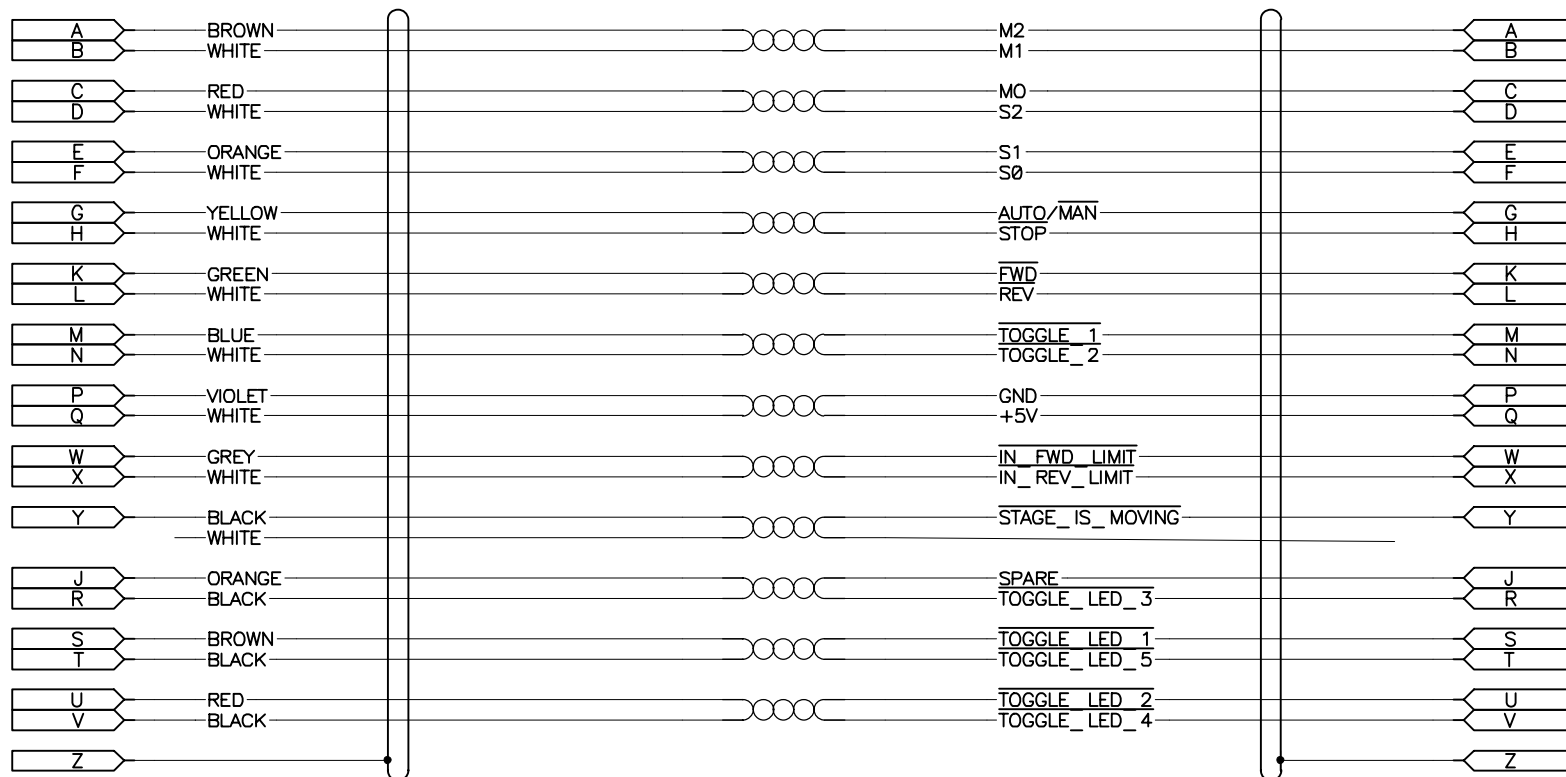 A BROWN M2 A
B WHITE M1 B
C RED M0 C
D WHITE S2 D
E ORANGE S1 E
F WHITE S0 F
G YELLOW AUTO/MAN G
H WHITE STOP H
K GREEN FWD K
L WHITE REV L
M BLUE TOGGLE_1 M
N WHITE TOGGLE_2 N
P VIOLET GND P
Q WHITE +5V Q
W GREY IN_FWD_LIMIT W
X WHITE IN_REV_LIMIT X
Y BLACK STAGE_IS_MOVING Y
WHITE
J ORANGE SPARE J
R BLACK TOGGLE_LED_3 R
S BROWN TOGGLE_LED_1 S
T BLACK TOGGLE_LED_5 T
U RED TOGGLE_LED_2 U
V BLACK TOGGLE_LED_4 V
Z Z